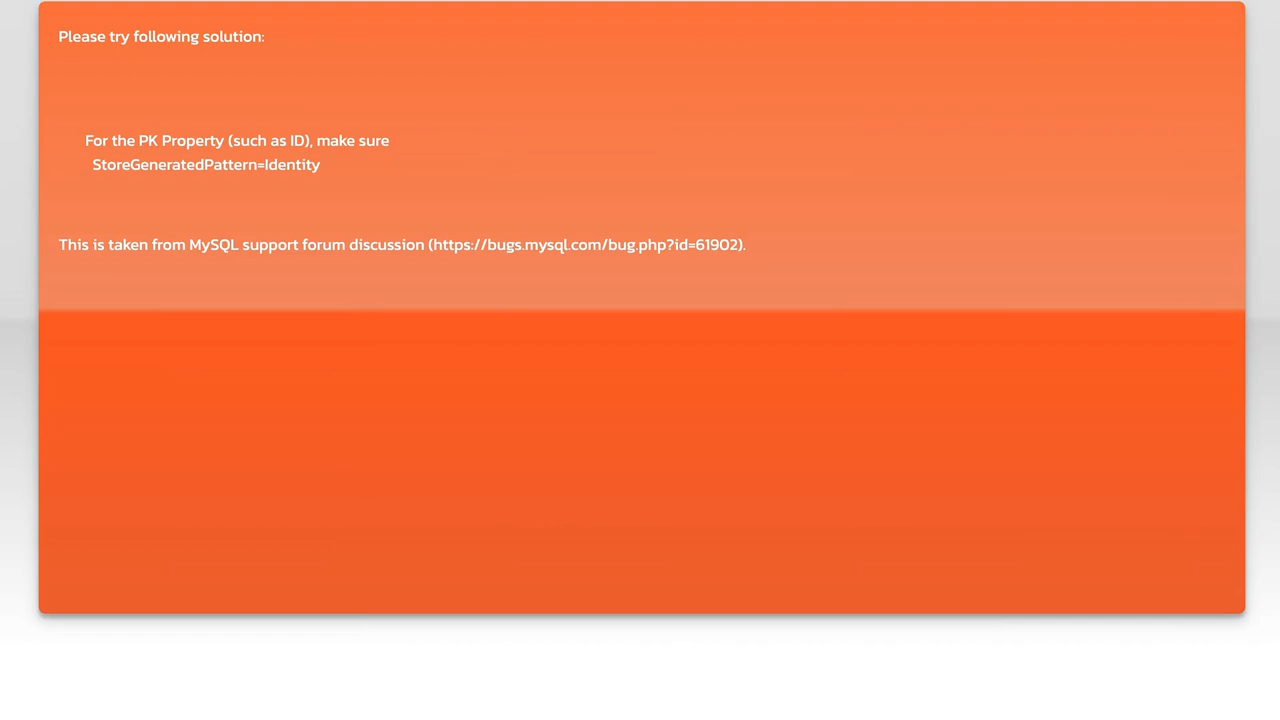 Please try following solution:
For the PK Property (such as ID), make sure
StoreGeneratedPattern=Identity
This is taken from MySQL support forum discussion (https://bugs.mysql.com/bug.php?id=61902).